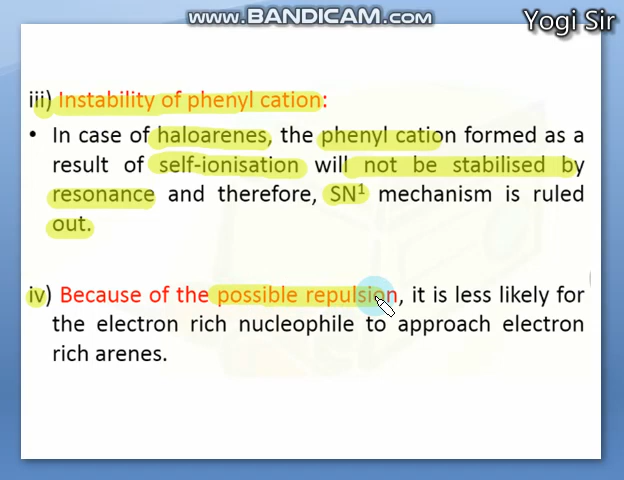 www.BANDICAM.com
Yogi Sir
iii) Instability of phenyl cation:
• In case of haloarenes, the phenyl cation formed as a
result of self-ionisation will not be stabilised by
resonance and therefore, SN¹ mechanism is ruled
out.
iv) Because of the possible repulsion, it is less likely for
the electron rich nucleophile to approach electron
rich arenes.